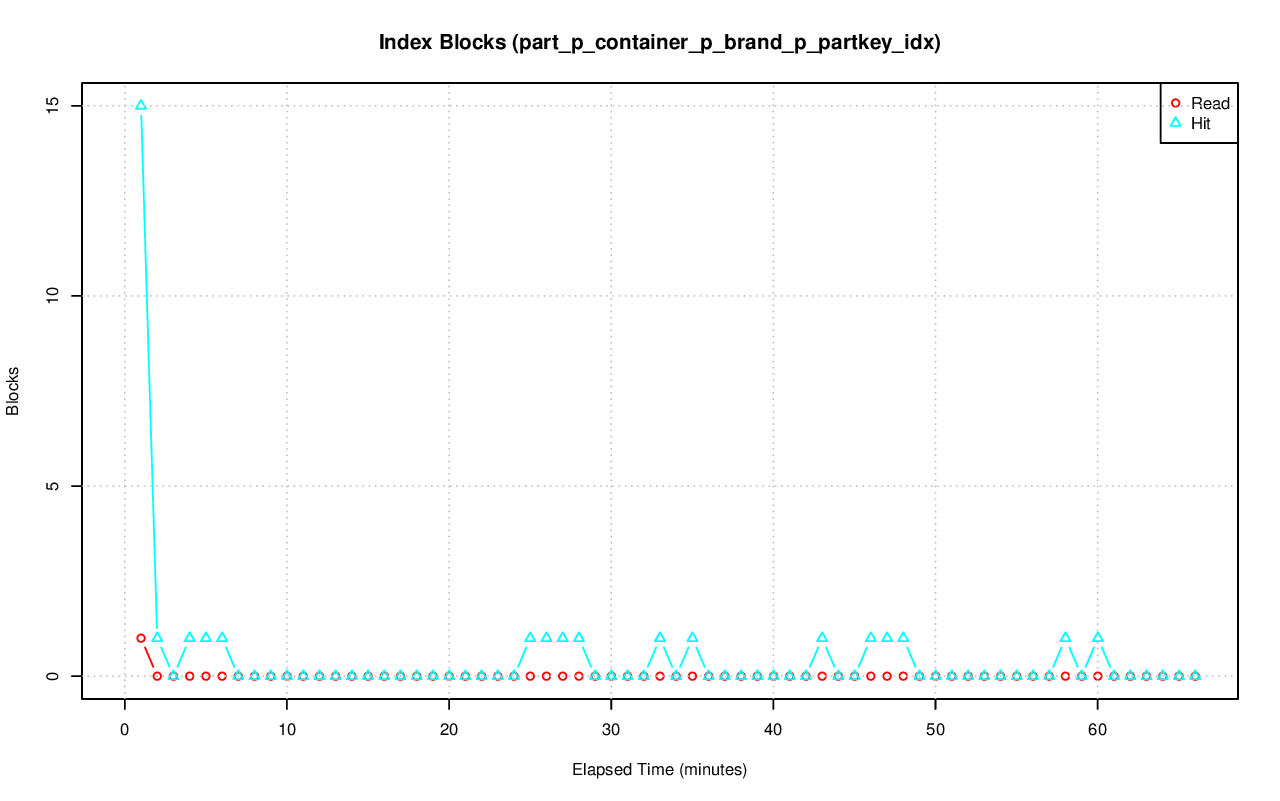 Index Blocks (part_p_container_p_brand_p_partkey_idx)
Read
Hit
15
10
5
0
Blocks
0 10 20 30 40 50 60
Elapsed Time (minutes)